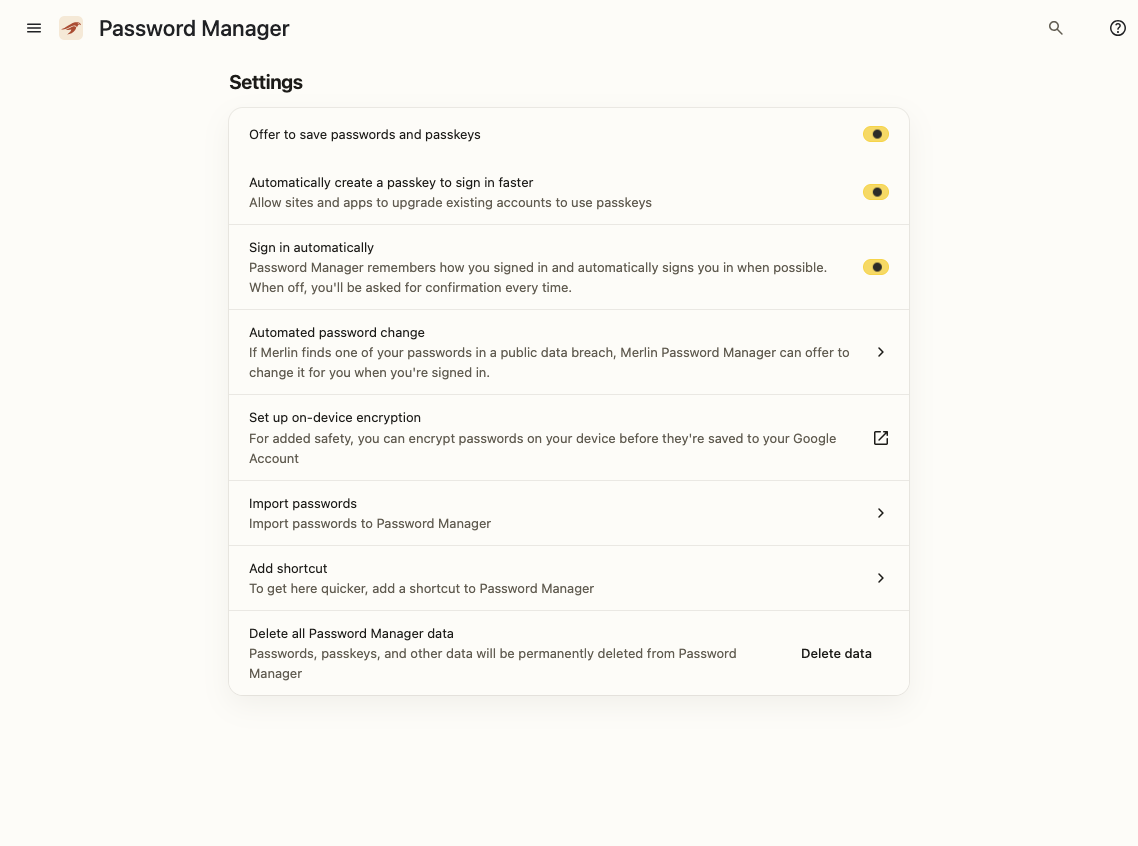 Password Manager
Settings
Offer to save passwords and passkeys
Automatically create a passkey to sign in faster
Allow sites and apps to upgrade existing accounts to use passkeys
Sign in automatically
Password Manager remembers how you signed in and automatically signs you in when possible.
When off, you'll be asked for confirmation every time.
Automated password change
If Merlin finds one of your passwords in a public data breach, Merlin Password Manager can offer to
change it for you when you're signed in.
Set up on-device encryption
For added safety, you can encrypt passwords on your device before they're saved to your Google
Account
Import passwords
Import passwords to Password Manager
Add shortcut
To get here quicker, add a shortcut to Password Manager
Delete all Password Manager data
Passwords, passkeys, and other data will be permanently deleted from Password
Manager
Delete data